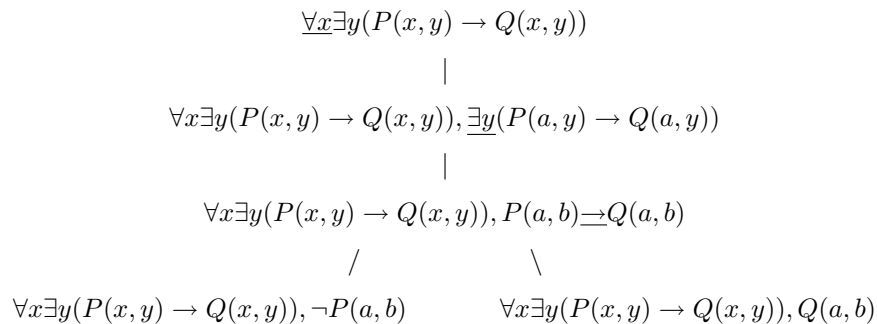 ∀x∃y(P(x, y) → Q(x, y))
|
∀x∃y(P(x, y) → Q(x, y)), ∃y(P(a, y) → Q(a, y))
|
∀x∃y(P(x, y) → Q(x, y)), P(a, b)→Q(a, b)
/ \
∀x∃y(P(x, y) → Q(x, y)), ¬P(a, b) ∀x∃y(P(x, y) → Q(x, y)), Q(a, b)